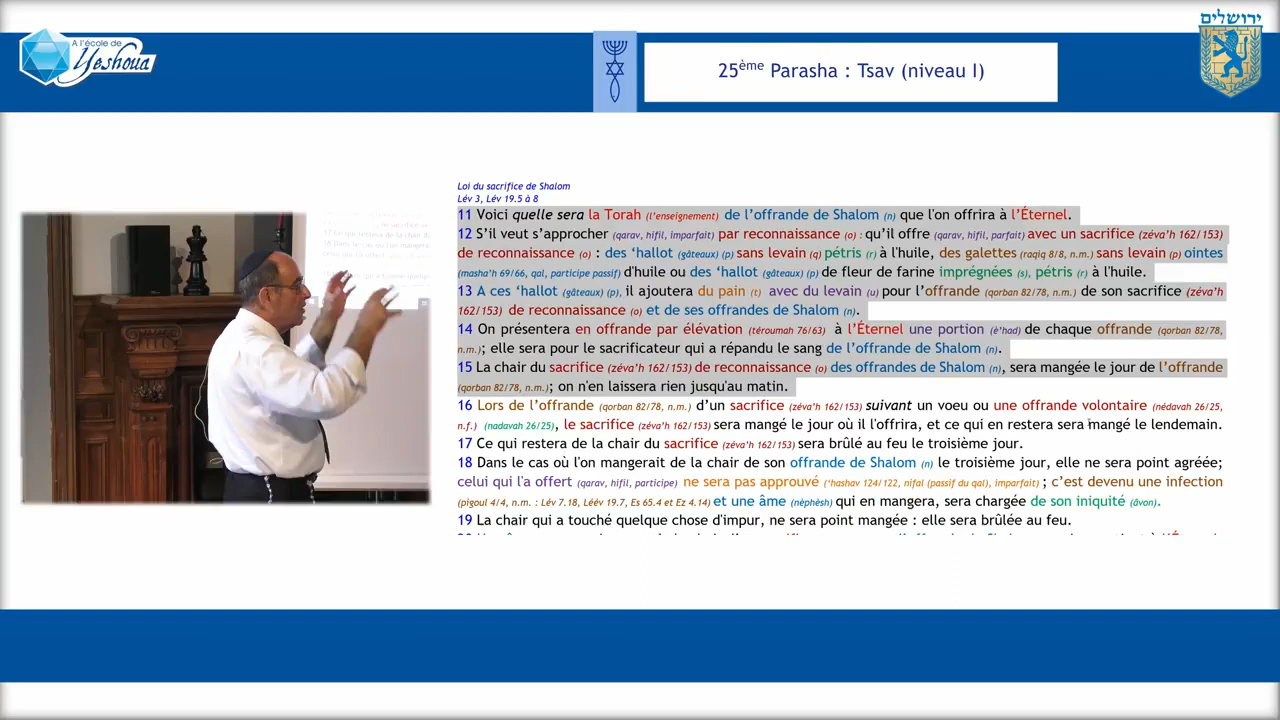 A l'école de
Yeshoua
25ème Parasha : Tsav (niveau I)
ירושלים
Loi du sacrifice de Shalom
Lév 3, Lév 19.5 à 8
11 Voici quelle sera la Torah (l'enseignement) de l'offrande de Shalom (n) que l'on offrira à l'Éternel.
12 S'il veut s'approcher (qarav, hifil, imparfait) par reconnaissance (o) : qu'il offre (qarav, hifil, parfait) avec un sacrifice (zéva'h 162/153)
de reconnaissance (o) : des 'hallot (gâteaux) (p) sans levain (q) pétris (r) à l'huile, des galettes (raqiq 8/8, n.m.) sans levain (p) ointes
(masha'h 69/66, qal, participe passif) d'huile ou des 'hallot (gâteaux) (p) de fleur de farine imprégnées (s), pétris (r) à l'huile.
13 A ces 'hallot (gâteaux) (p), il ajoutera du pain (t) avec du levain (u) pour l'offrande (qorban 82/78, n.m.) de son sacrifice (zéva'h
162/153) de reconnaissance (o) et de ses offrandes de Shalom (n).
14 On présentera en offrande par élévation (téroumah 76/63) à l'Éternel une portion (è'had) de chaque offrande (qorban 82/78,
n.m.); elle sera pour le sacrificateur qui a répandu le sang de l'offrande de Shalom (n).
15 La chair du sacrifice (zéva'h 162/153) de reconnaissance (o) des offrandes de Shalom (n), sera mangée le jour de l'offrande
(qorban 82/78, n.m.); on n'en laissera rien jusqu'au matin.
16 Lors de l'offrande (qorban 82/78, n.m.) d'un sacrifice (zéva'h 162/153) suivant un voeu ou une offrande volontaire (nédavah 26/25,
n.f.) (nadavah 26/25), le sacrifice (zéva'h 162/153) sera mangé le jour où il l'offrira, et ce qui en restera sera mangé le lendemain.
17 Ce qui restera de la chair du sacrifice (zéva'h 162/153) sera brûlé au feu le troisième jour.
18 Dans le cas où l'on mangerait de la chair de son offrande de Shalom (n) le troisième jour, elle ne sera point agréée;
celui qui l'a offert (qarav, hifil, participe) ne sera pas approuvé ('hashav 124/122, nifal (passif du qal), imparfait) ; c'est devenu une infection
(pigoul 4/4, n.m. : Lév 7.18, Léév 19.7, Es 65.4 et Ez 4.14) et une âme (nèphèsh) qui en mangera, sera chargée de son iniquité (âvon).
19 La chair qui a touché quelque chose d'impur, ne sera point mangée : elle sera brûlée au feu.